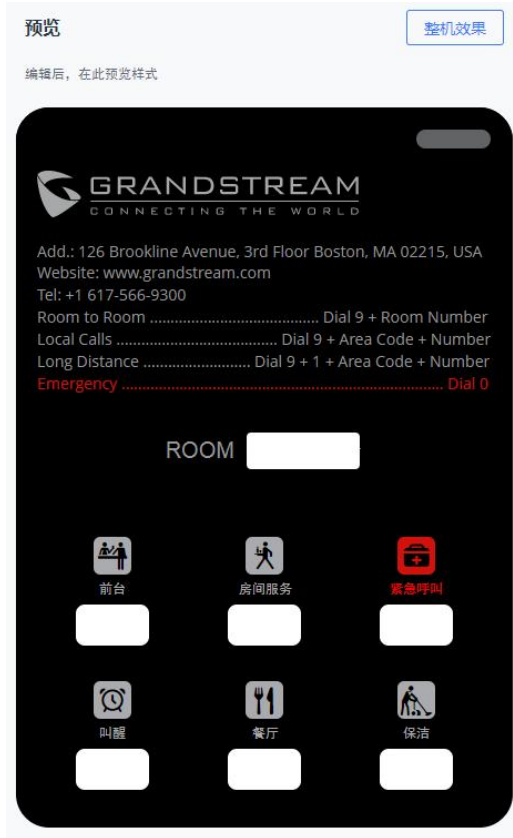 预览
整机效果
编辑后，在此预览样式
GRANDSTREAM
CONNECTING THE WORLD
Add.: 126 Brookline Avenue, 3rd Floor Boston, MA 02215, USA
Website: www.grandstream.com
Tel: +1 617-566-9300
Room to Room ......................................... Dial 9 + Room Number
Local Calls ....................................... Dial 9 + Area Code + Number
Long Distance .......................... Dial 9 + 1 + Area Code + Number
Emergency .............................................................................. Dial 0
ROOM
前台
房间服务
紧急呼叫
叫醒
餐厅
保洁